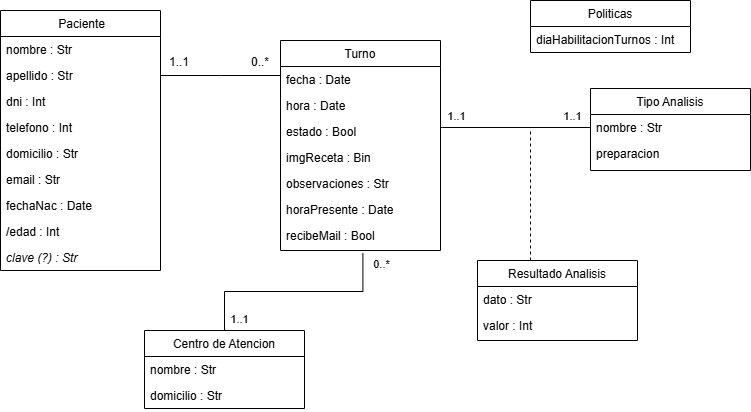 Paciente
nombre : Str
apellido : Str
dni : Int
telefono : Int
domicilio : Str
email : Str
fechaNac : Date
/edad : Int
clave (?) : Str
1..1
0..*
Turno
fecha : Date
hora : Date
estado : Bool
imgReceta : Bin
observaciones : Str
horaPresente : Date
recibeMail : Bool
Politicas
diaHabilitacionTurnos : Int
1..1
1..1
Tipo Analisis
nombre : Str
preparacion
Resultado Analisis
dato : Str
valor : Int
0..*
1..1
Centro de Atencion
nombre : Str
domicilio : Str